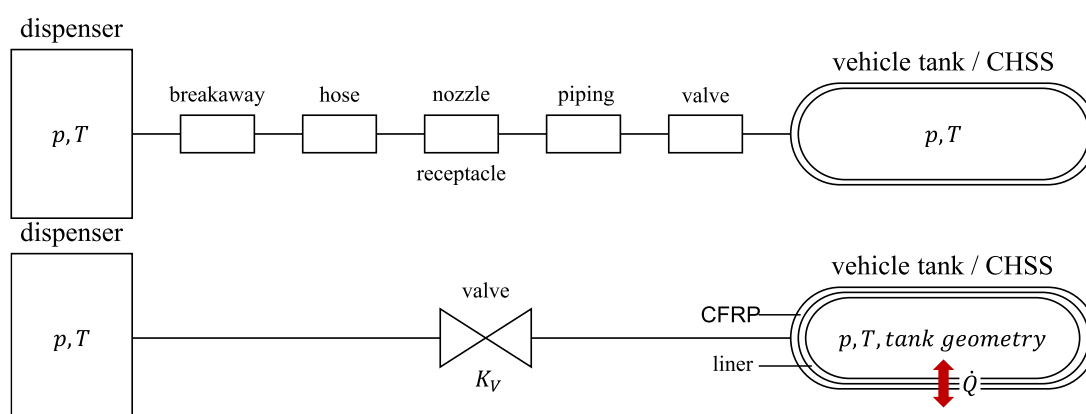 dispenser
vehicle tank / CHSS
breakaway
hose
nozzle
piping
valve
p, T
p, T
receptacle
dispenser
vehicle tank / CHSS
valve
CFRP
p, T
p, T, tank geometry
liner
K_V
Q̇